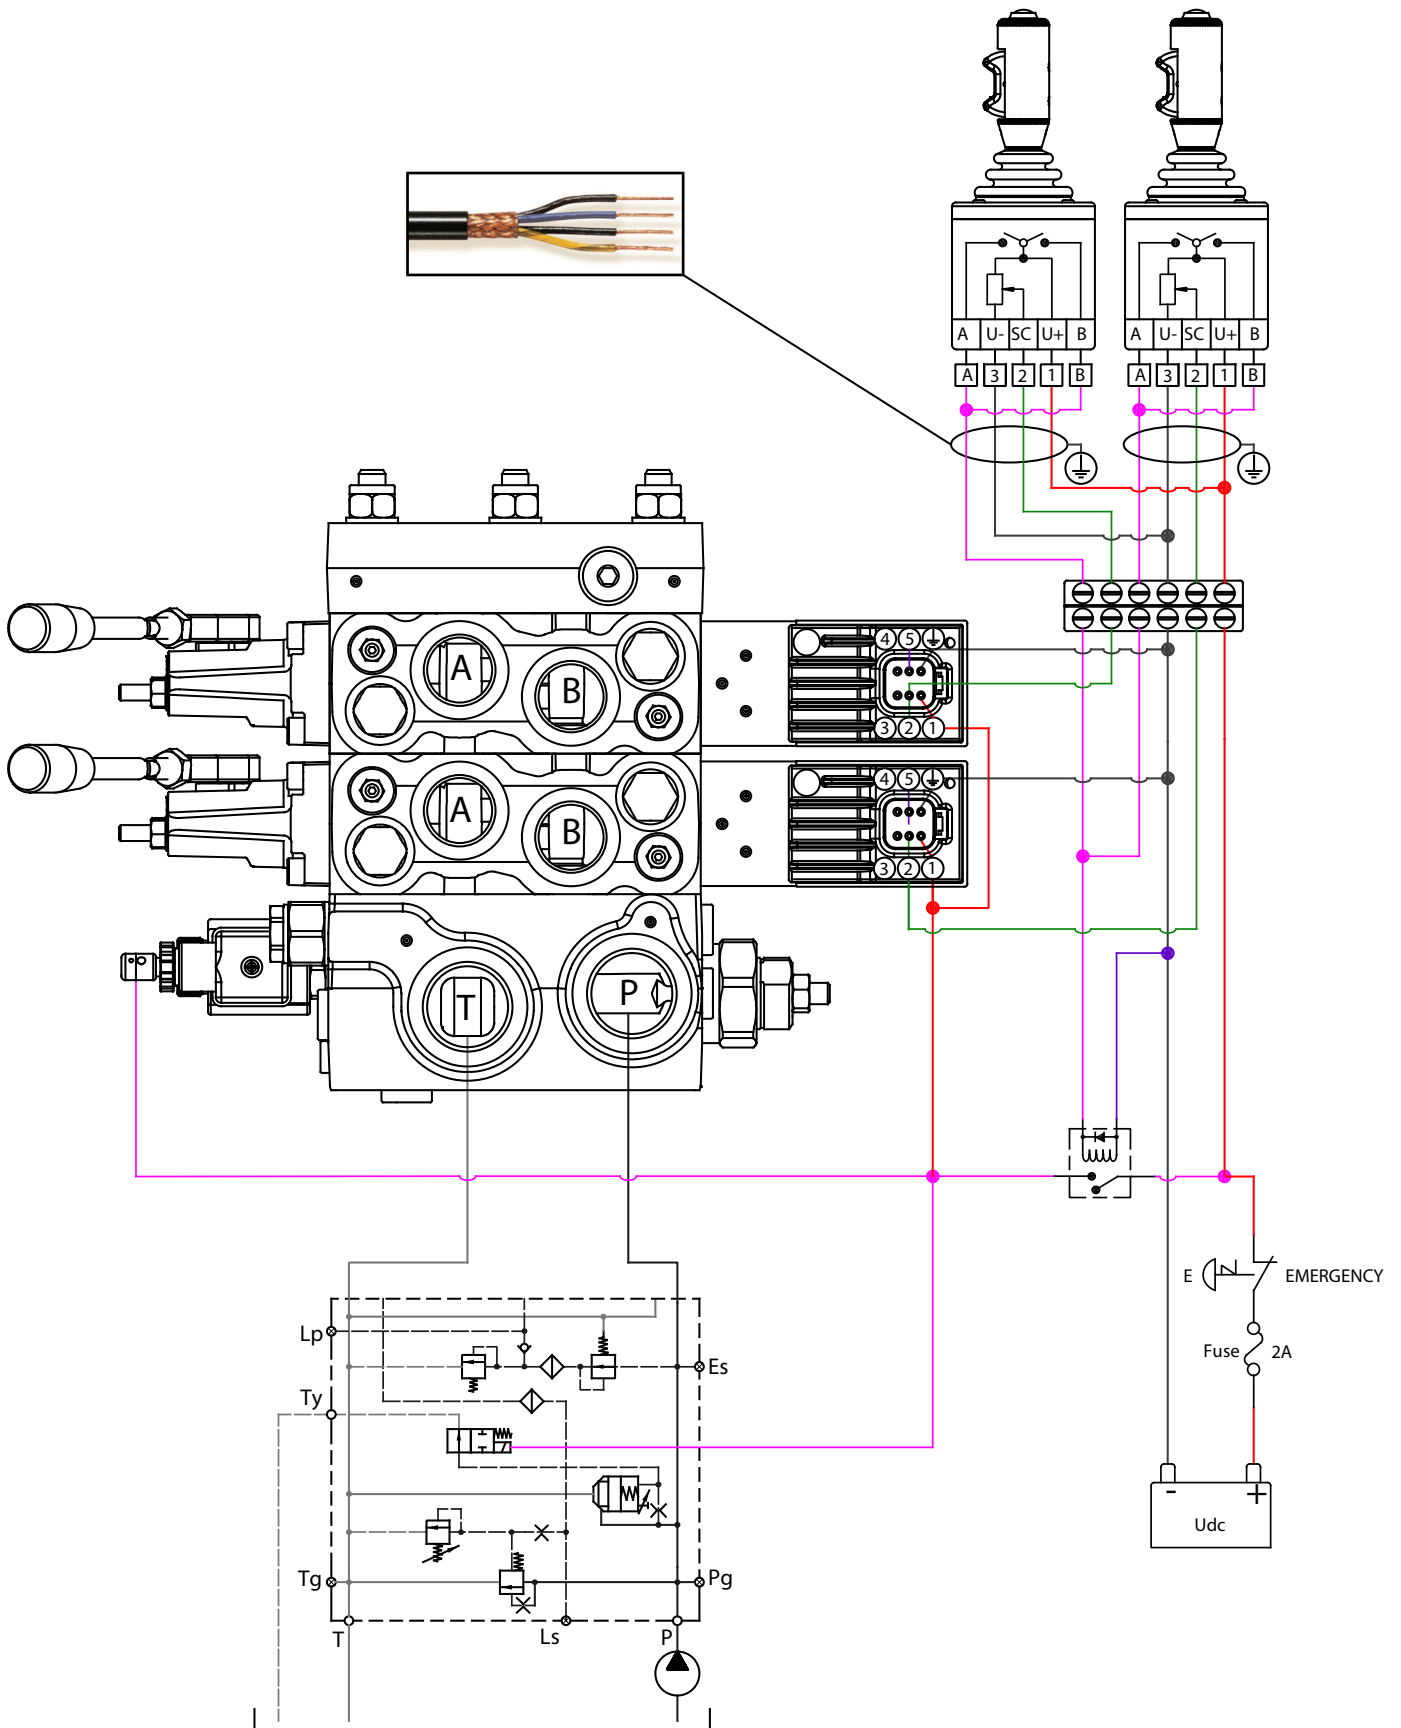 A U- SC U+ B A U- SC U+ B
A 3 2 1 B A 3 2 1 B
4 5
A B
3 2 1
4 5
A B
3 2 1
T P
E EMERGENCY
Fuse 2A
Lp
Es
Ty
- +
Udc
Tg Pg
T Ls P